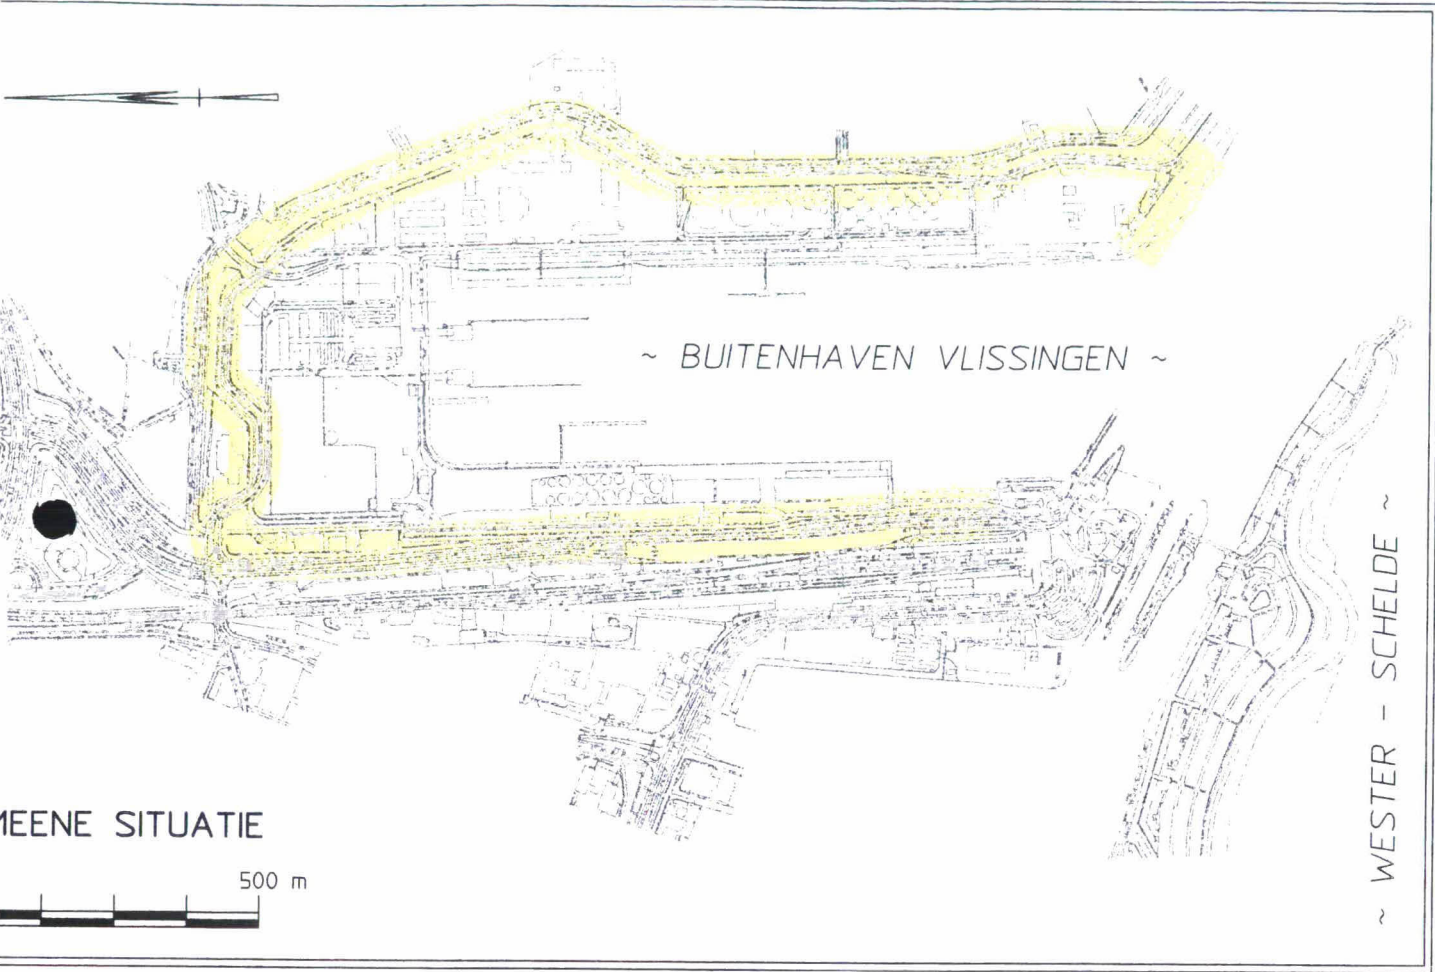 ~ BUITENHAVEN VLISSINGEN ~
~ WESTER - SCHELDE ~
MEENE SITUATIE
500 m